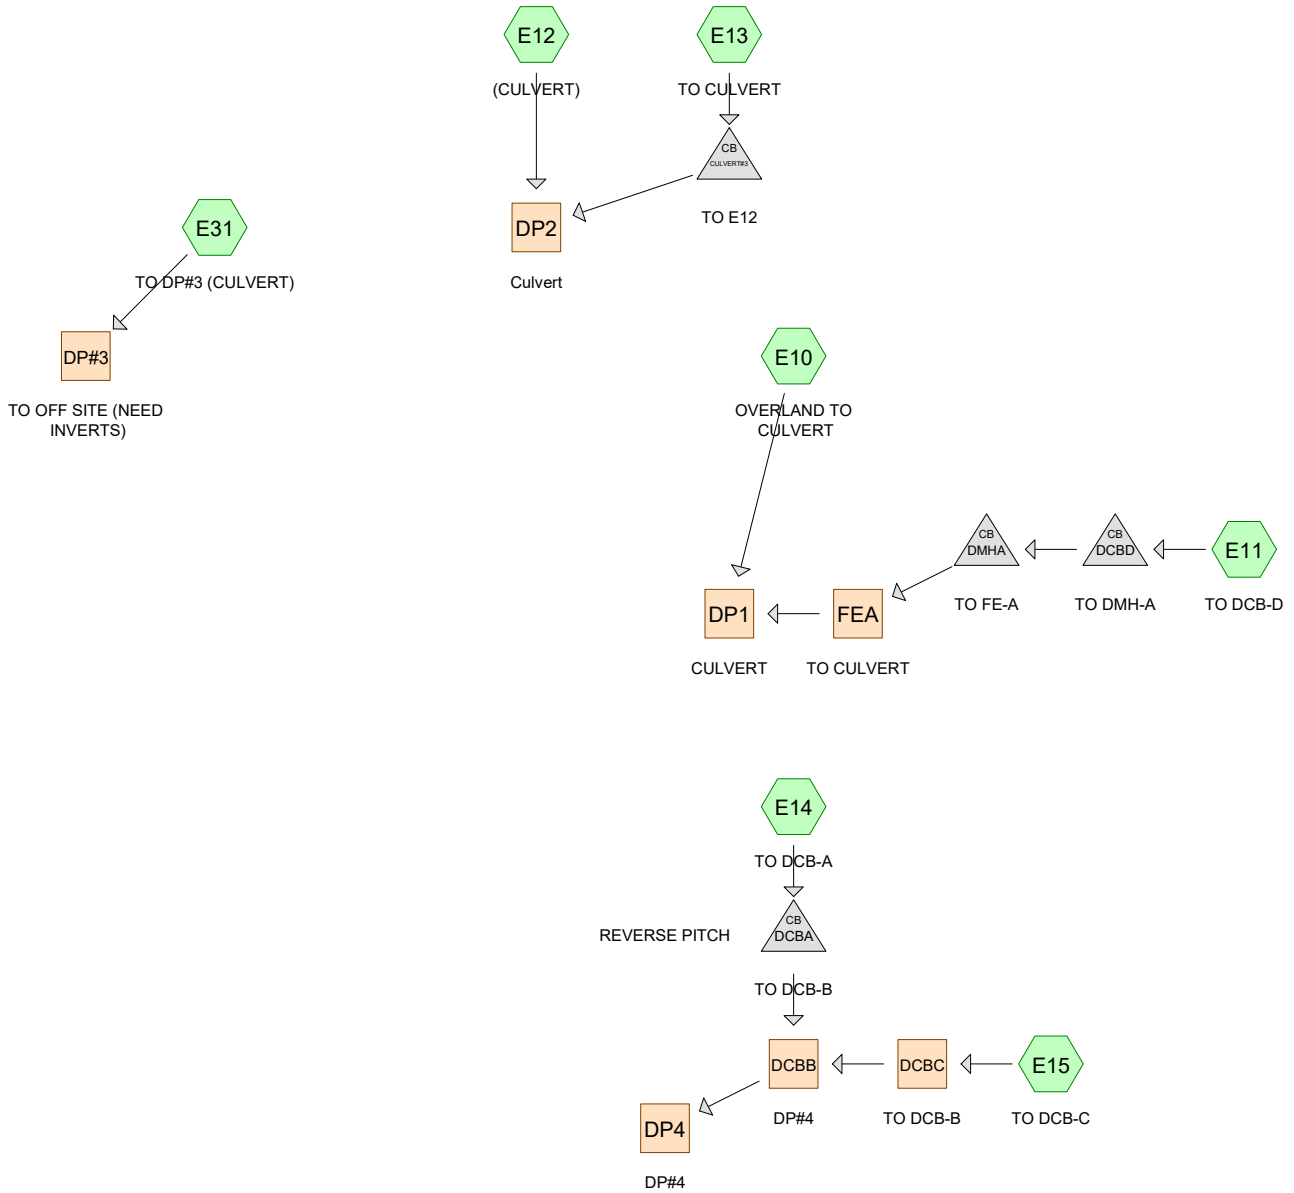 E12
E13
(CULVERT)
TO CULVERT
CB
CULVERT#3
TO E12
E31
DP2
TO DP#3 (CULVERT)
Culvert
DP#3
E10
TO OFF SITE (NEED
INVERTS)
OVERLAND TO
CULVERT
CB
DMHA
CB
DCBD
E11
TO FE-A
TO DMH-A
TO DCB-D
DP1
FEA
CULVERT
TO CULVERT
E14
TO DCB-A
REVERSE PITCH
CB
DCBA
TO DCB-B
DCBB
DCBC
E15
DP#4
TO DCB-B
TO DCB-C
DP4
DP#4